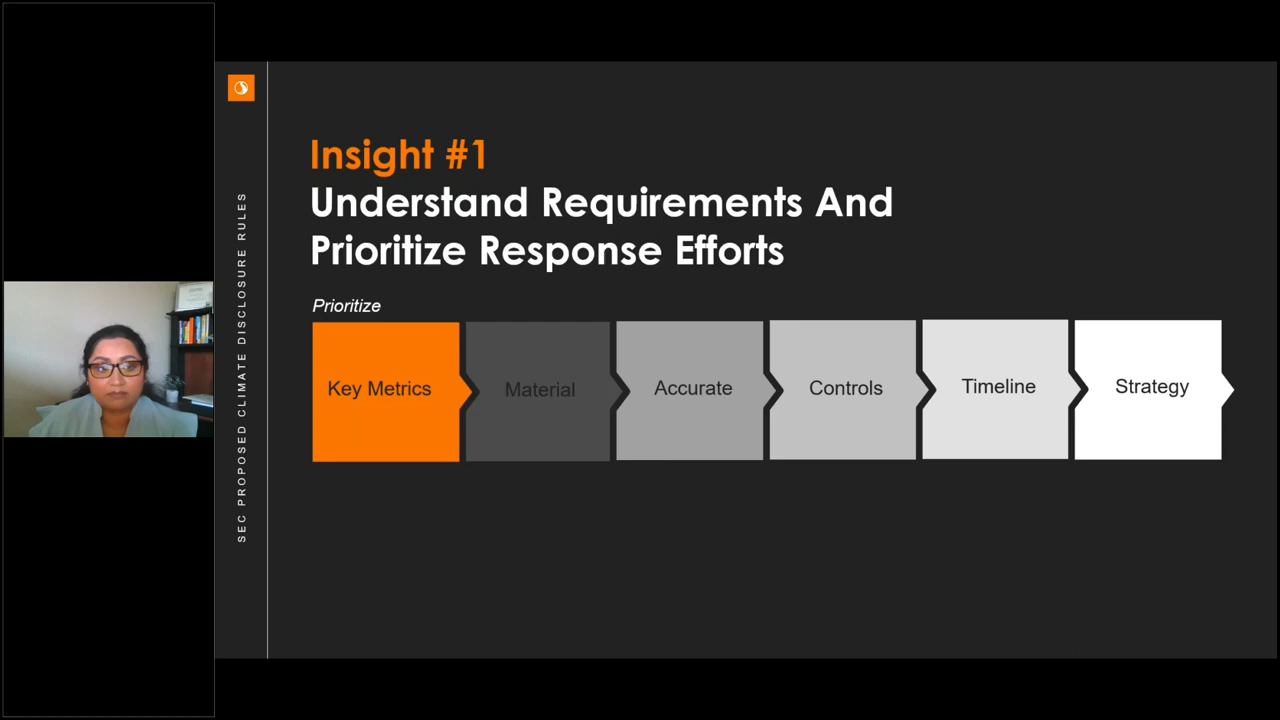 SEC PROPOSED CLIMATE DISCLOSURE RULES
Insight #1
Understand Requirements And
Prioritize Response Efforts
Prioritize
Key Metrics
Material
Accurate
Controls
Timeline
Strategy